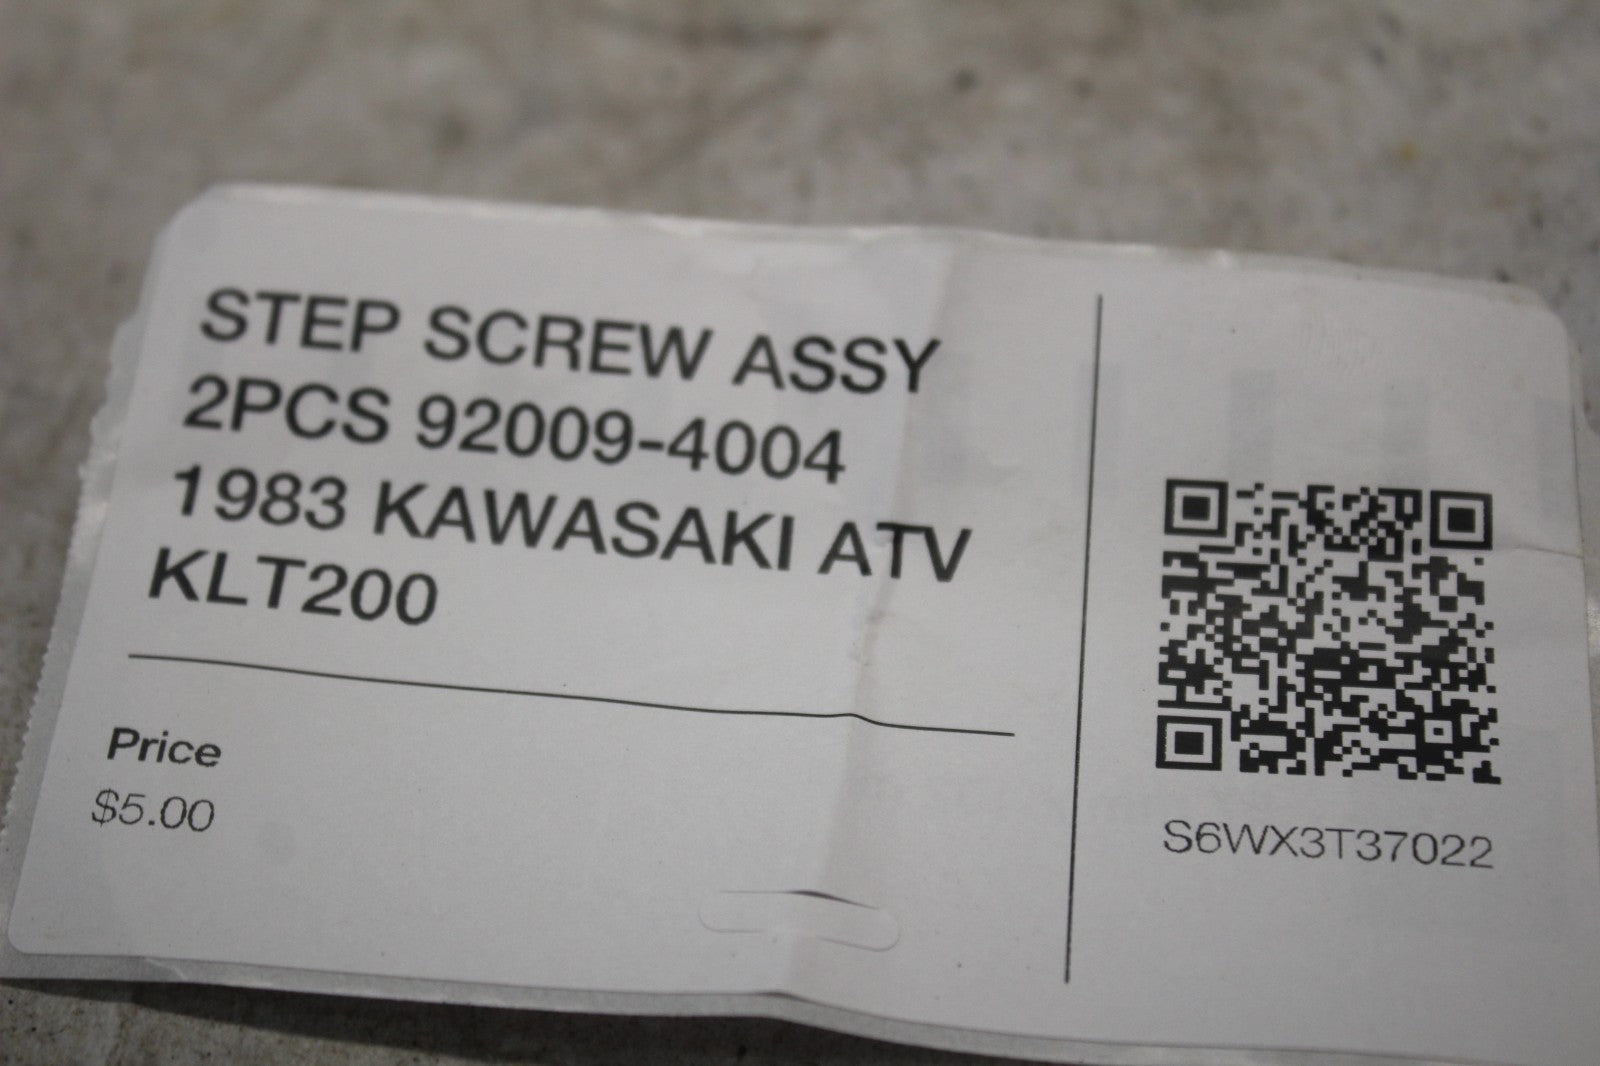 STEP SCREW ASSY
2PCS 92009-4004
1983 KAWASAKI ATV
KLT200
Price
$5.00
S6WX3T37022